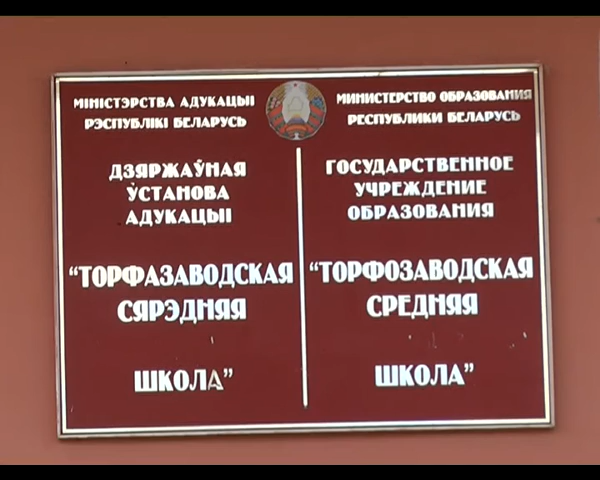 МІНІСТЭРСТВА АДУКАЦЫІ
РЭСПУБЛІКІ БЕЛАРУСЬ
ДЗЯРЖАЎНАЯ
ЎСТАНОВА
АДУКАЦЫІ
“ТОРФАЗАВОДСКАЯ
СЯРЭДНЯЯ
ШКОЛА”
МИНИСТЕРСТВО ОБРАЗОВАНИЯ
РЕСПУБЛИКИ БЕЛАРУСЬ
ГОСУДАРСТВЕННОЕ
УЧРЕЖДЕНИЕ
ОБРАЗОВАНИЯ
“ТОРФОЗАВОДСКАЯ
СРЕДНЯЯ
ШКОЛА”